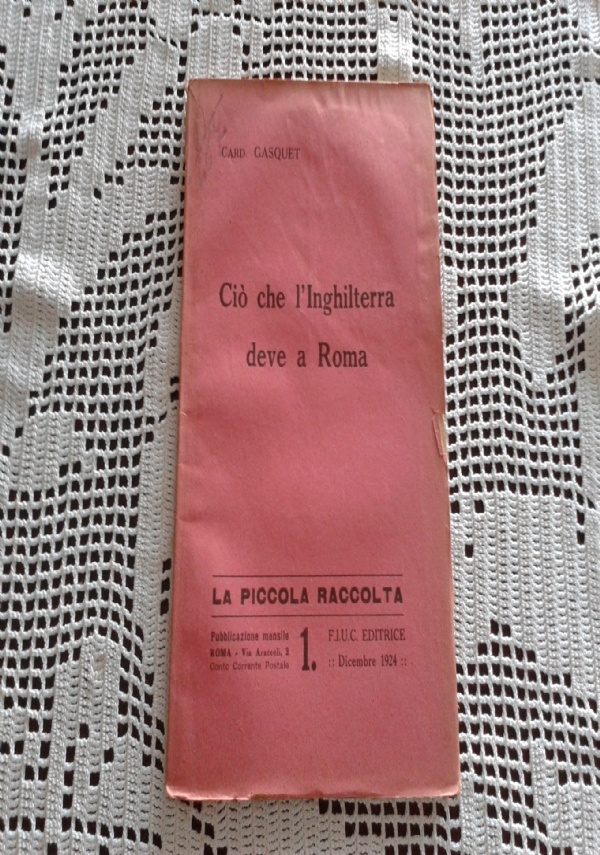 CARD. GASQUET
Ciò che l'Inghilterra
deve a Roma
LA PICCOLA RACCOLTA
Pubblicazione mensile
ROMA - Via Aracoeli, 3
Conto Corrente Postale
1.
F.I.U.C. EDITRICE
:: Dicembre 1924 ::